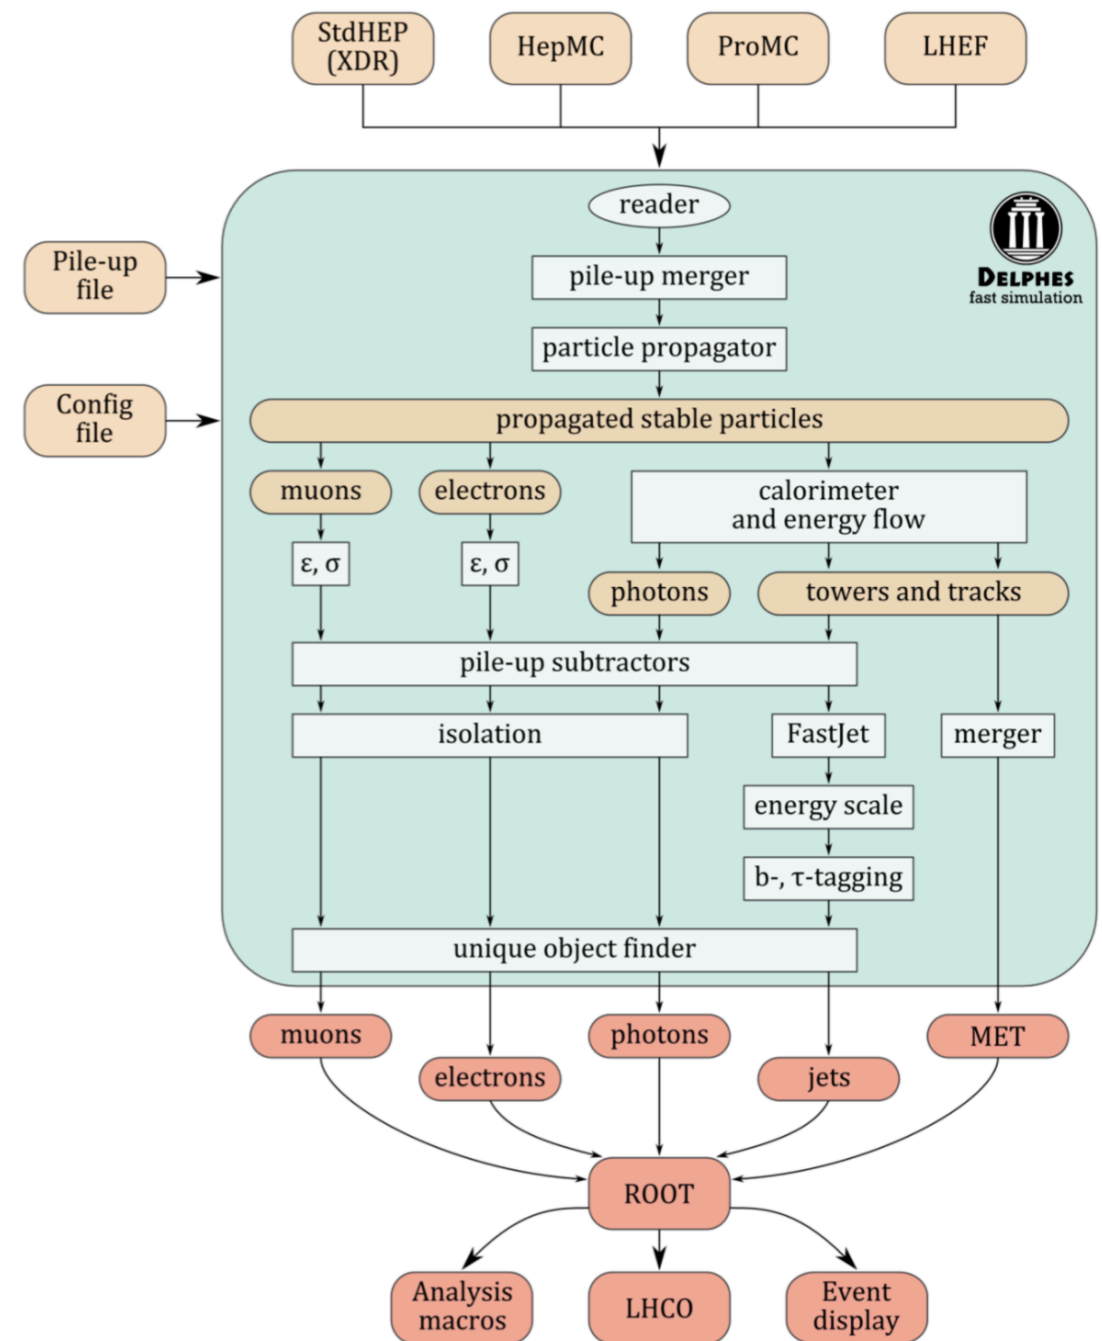 StdHEP
(XDR)
HepMC
ProMC
LHEF
reader
DELPHES
fast simulation
Pile-up
file
pile-up merger
particle propagator
Config
file
propagated stable particles
muons
electrons
calorimeter
and energy flow
ε, σ
ε, σ
photons
towers and tracks
pile-up subtractors
isolation
FastJet
merger
energy scale
b-, τ-tagging
unique object finder
muons
photons
MET
electrons
jets
ROOT
Analysis
macros
LHCO
Event
display